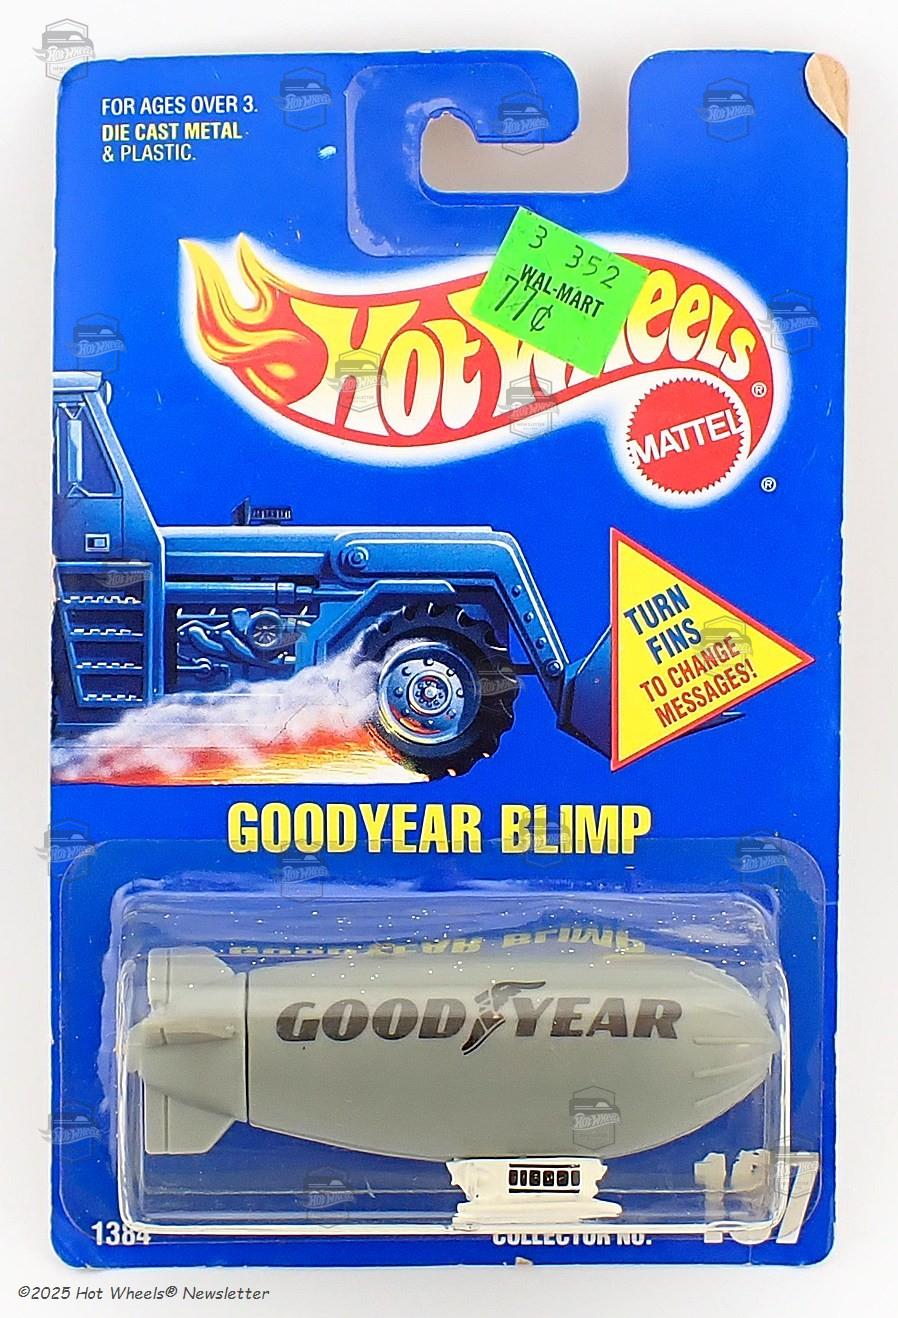 FOR AGES OVER 3.
DIE CAST METAL
& PLASTIC.
3 352
WAL-MART
77¢
HOT WHEELS®
MATTEL
®
TURN
FINS
TO CHANGE
MESSAGES!
GOODYEAR BLIMP
GOODYEAR
1384
COLLECTOR NO.
©2025 Hot Wheels® Newsletter